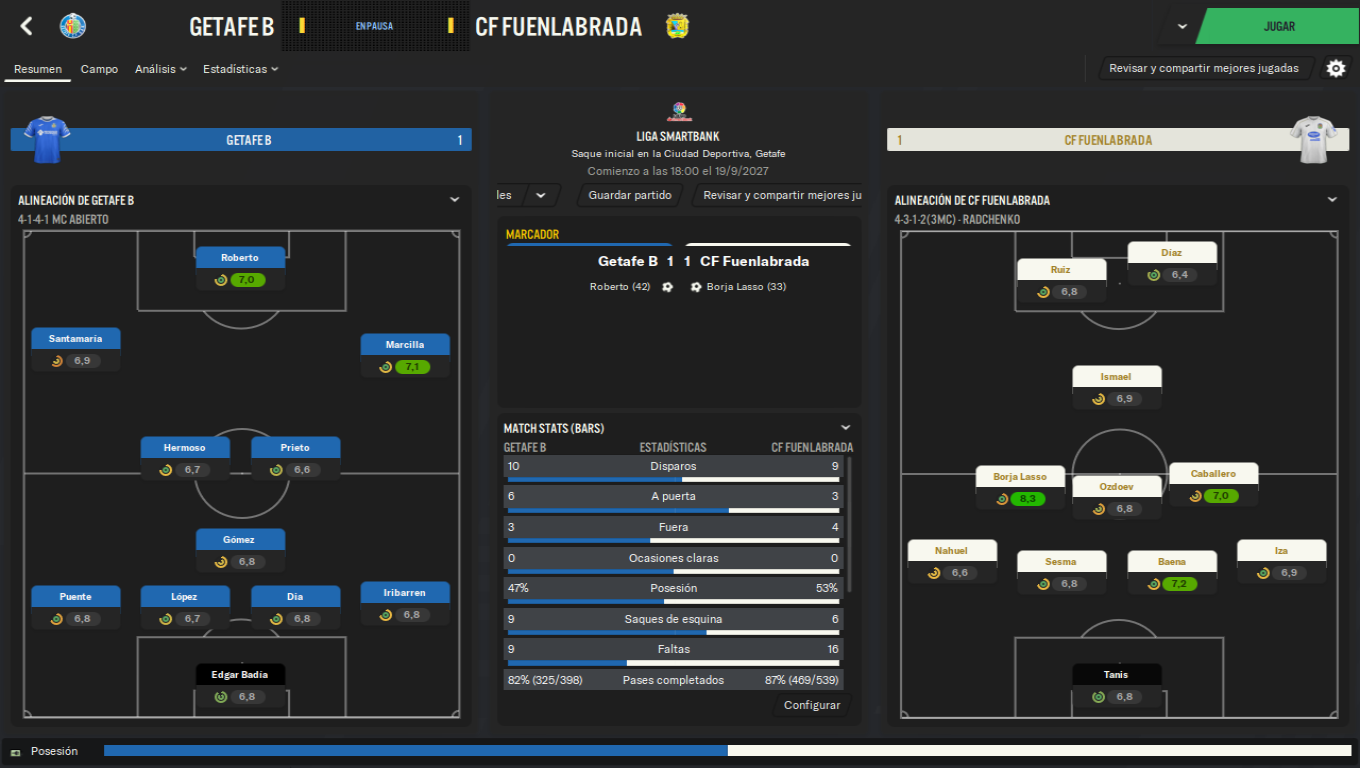 GETAFE B
EN PAUSA
CF FUENLABRADA
JUGAR
Resumen Campo Análisis Estadísticas
Revisar y compartir mejores jugadas
GETAFE B 1
LIGA SMARTBANK
Saque inicial en la Ciudad Deportiva, Getafe
Comienzo a las 18:00 el 19/9/2027
les Guardar partido Revisar y compartir mejores ju
1 CF FUENLABRADA
ALINEACIÓN DE GETAFE B
4-1-4-1 MC ABIERTO
Roberto
7,0
Santamaría
6,9
Marcilla
7,1
Hermoso
6,7
Prieto
6,6
Gómez
6,8
Puente
6,8
López
6,7
Dia
6,8
Iribarren
6,8
Edgar Badía
6,8
MARCADOR
Getafe B 1 1 CF Fuenlabrada
Roberto (42) Borja Lasso (33)
MATCH STATS (BARS)
GETAFE B ESTADÍSTICAS CF FUENLABRADA
10 Disparos 9
6 A puerta 3
3 Fuera 4
0 Ocasiones claras 0
47% Posesión 53%
9 Saques de esquina 6
9 Faltas 16
82% (325/398) Pases completados 87% (469/539)
Configurar
ALINEACIÓN DE CF FUENLABRADA
4-3-1-2 (3MC) - RADCHENKO
Díaz
6,4
Ruiz
6,8
Ismael
6,9
Borja Lasso
8,3
Ozdoev
6,8
Caballero
7,0
Nahuel
6,6
Sesma
6,8
Baena
7,2
Iza
6,9
Tanis
6,8
Posesión